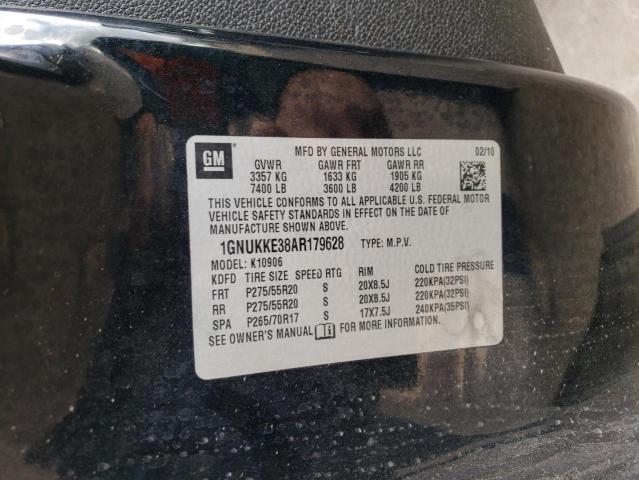 GM MFD BY GENERAL MOTORS LLC 02/10
GVWR GAWR FRT GAWR RR
3357 KG 1633 KG 1905 KG
7400 LB 3600 LB 4200 LB
THIS VEHICLE CONFORMS TO ALL APPLICABLE U.S. FEDERAL MOTOR
VEHICLE SAFETY STANDARDS IN EFFECT ON THE DATE OF
MANUFACTURE SHOWN ABOVE.
1GNUKKE38AR179628 TYPE: M.P.V.
MODEL: K10906
KDFD TIRE SIZE SPEED RTG RIM COLD TIRE PRESSURE
FRT P275/55R20 S 20X8.5J 220KPA(32PSI)
RR P275/55R20 S 20X8.5J 220KPA(32PSI)
SPA P265/70R17 S 17X7.5J 240KPA(35PSI)
SEE OWNER'S MANUAL FOR MORE INFORMATION.